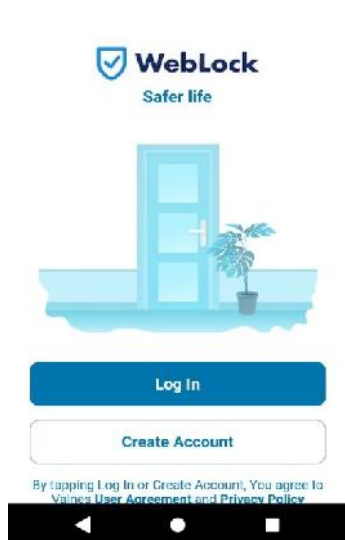 WebLock
Safer life
Log In
Create Account
By tapping Log In or Create Account, You agree to
Valnes User Agreement and Privacy Policy